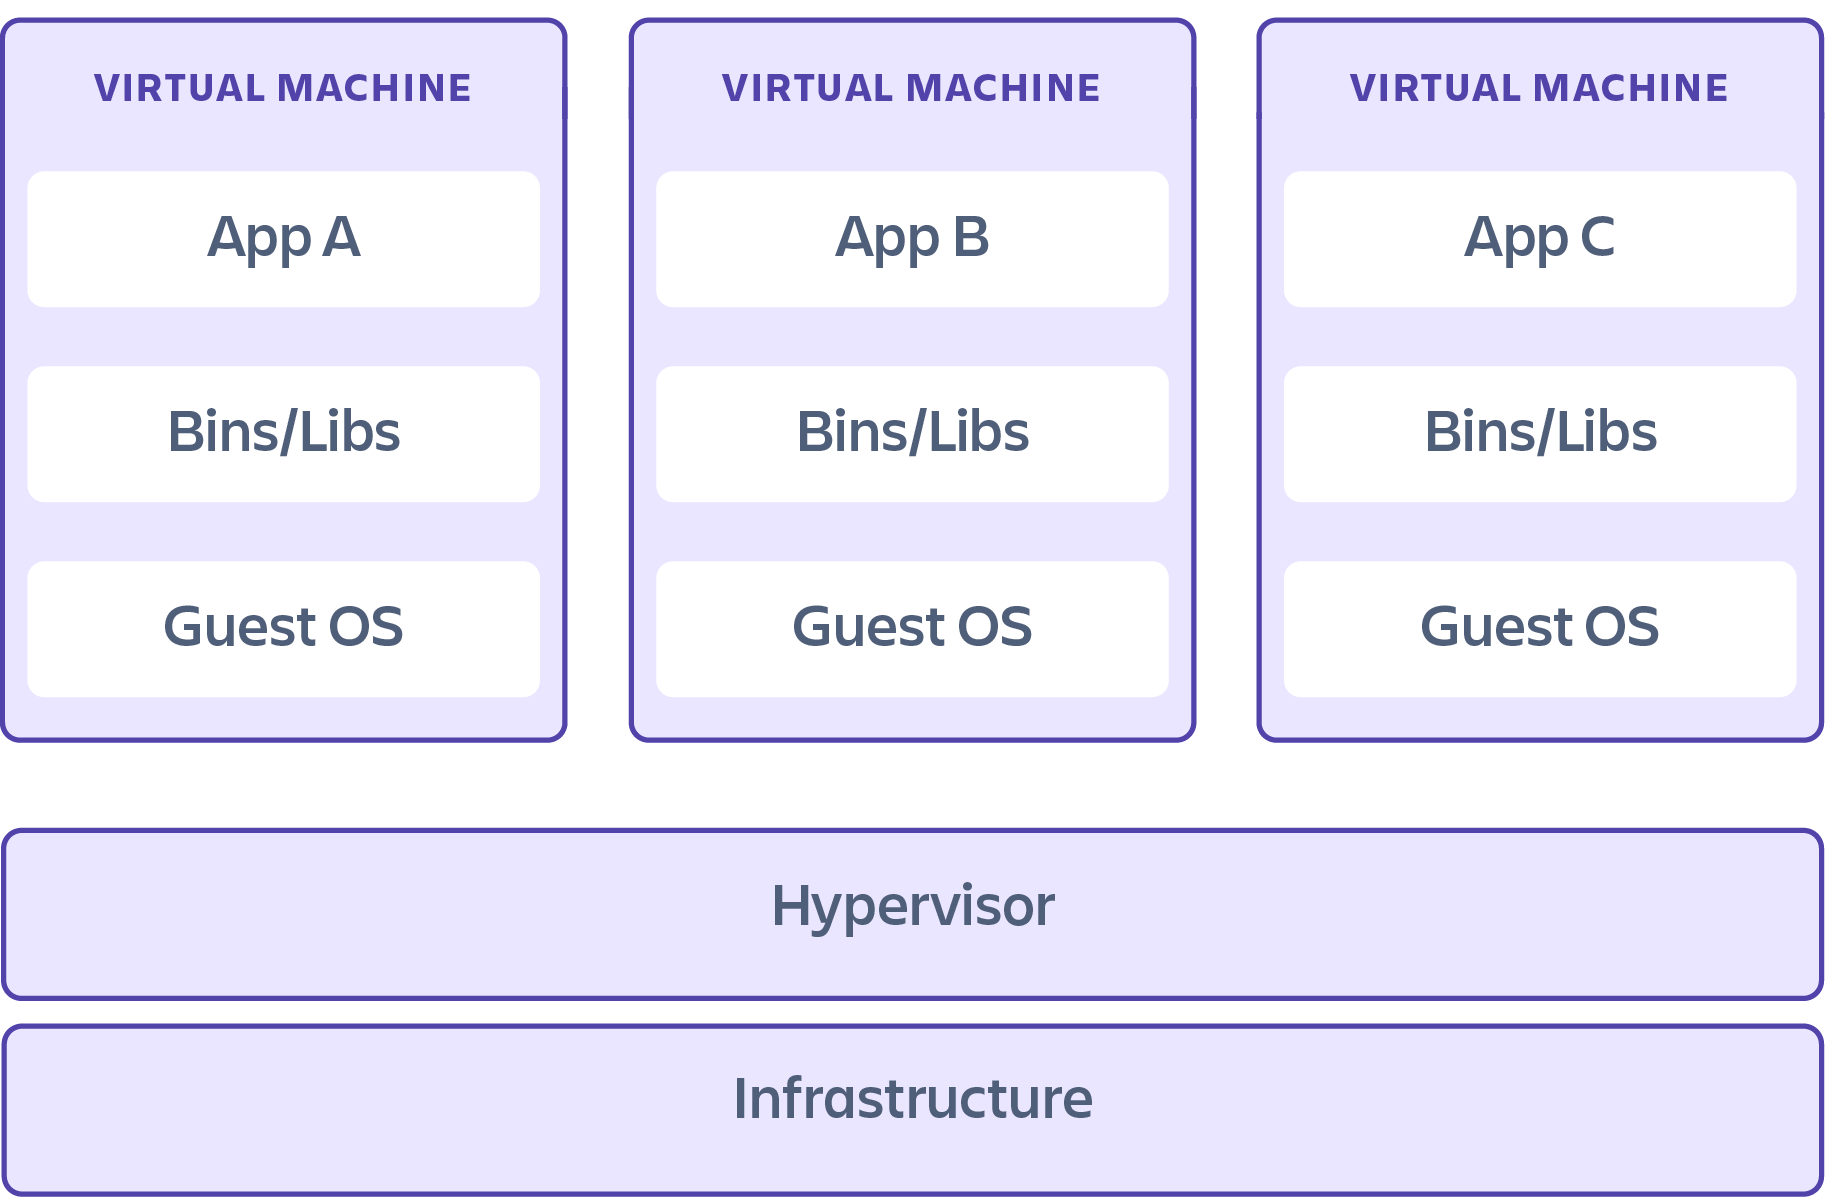 VIRTUAL MACHINE
App A
Bins/Libs
Guest OS
VIRTUAL MACHINE
App B
Bins/Libs
Guest OS
VIRTUAL MACHINE
App C
Bins/Libs
Guest OS
Hypervisor
Infrastructure